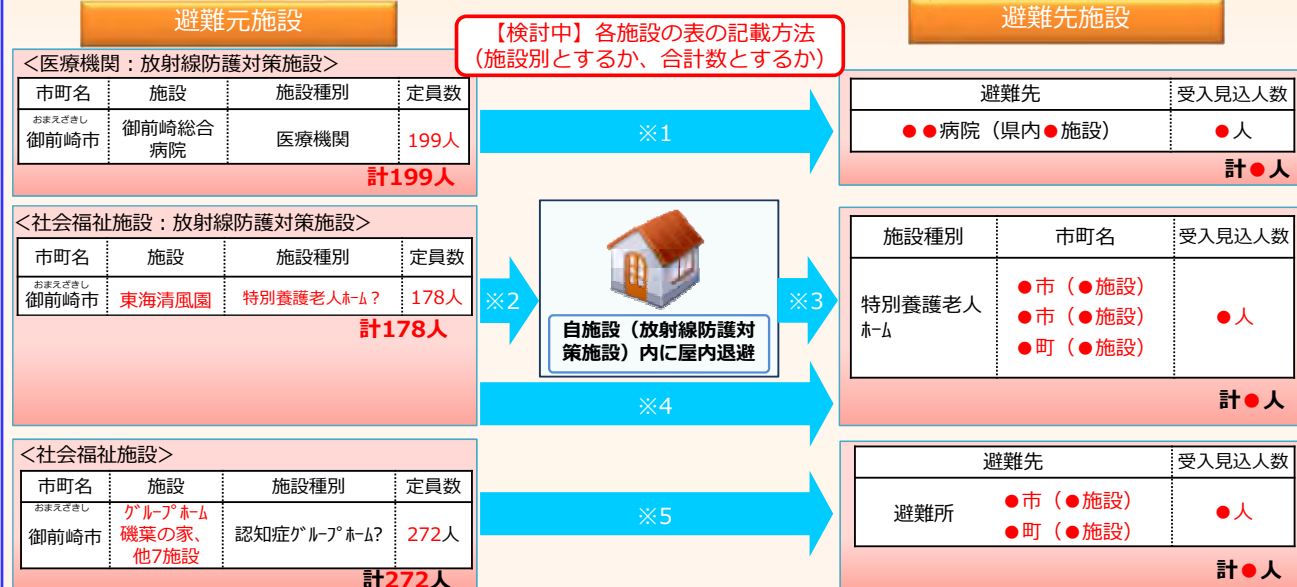 避難元施設
【検討中】各施設の表の記載方法
（施設別とするか、合計数とするか）
避難先施設
＜医療機関：放射線防護対策施設＞
市町名 施設 施設種別 定員数
おまえざきし
御前崎市 御前崎総合病院 医療機関 199人
計199人
※1
避難先 受入見込人数
●●病院（県内●施設） ●人
計●人
＜社会福祉施設：放射線防護対策施設＞
市町名 施設 施設種別 定員数
おまえざきし
御前崎市 東海清風園 特別養護老人ﾎｰﾑ？ 178人
計178人
※2
自施設（放射線防護対
策施設）内に屋内退避
※3
※4
施設種別 市町名 受入見込人数
特別養護老人
ﾎｰﾑ
●市（●施設）
●市（●施設）
●町（●施設）
●人
計●人
＜社会福祉施設＞
市町名 施設 施設種別 定員数
おまえざきし
御前崎市
ｸﾞﾙｰﾌﾟﾎｰﾑ
磯葉の家、
他7施設
認知症ｸﾞﾙｰﾌﾟﾎｰﾑ?
272人
計272人
※5
避難先 受入見込人数
避難所
●市（●施設）
●町（●施設）
●人
計●人